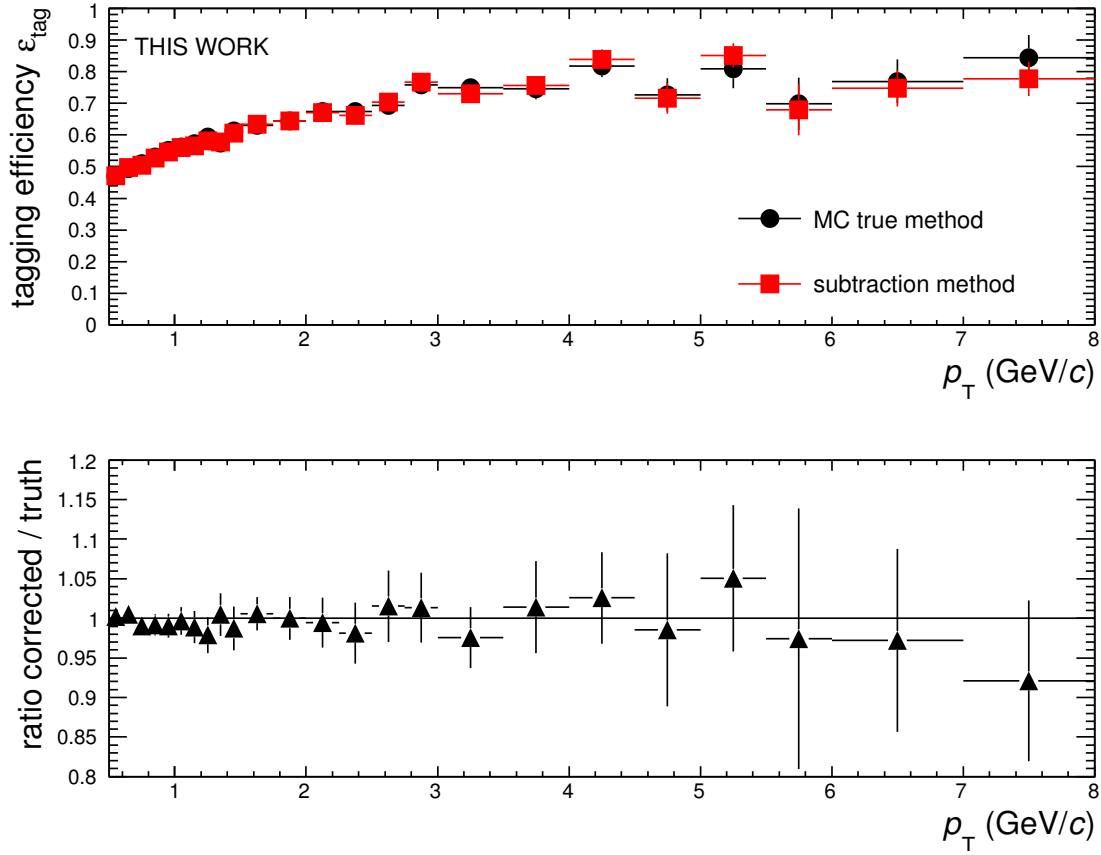 tagging efficiency ε_tag
1
0.9
0.8
0.7
0.6
0.5
0.4
0.3
0.2
0.1
0
THIS WORK
MC true method
subtraction method
1 2 3 4 5 6 7 8
p_T (GeV/c)
ratio corrected / truth
1.2
1.15
1.1
1.05
1
0.95
0.9
0.85
0.8
1 2 3 4 5 6 7 8
p_T (GeV/c)